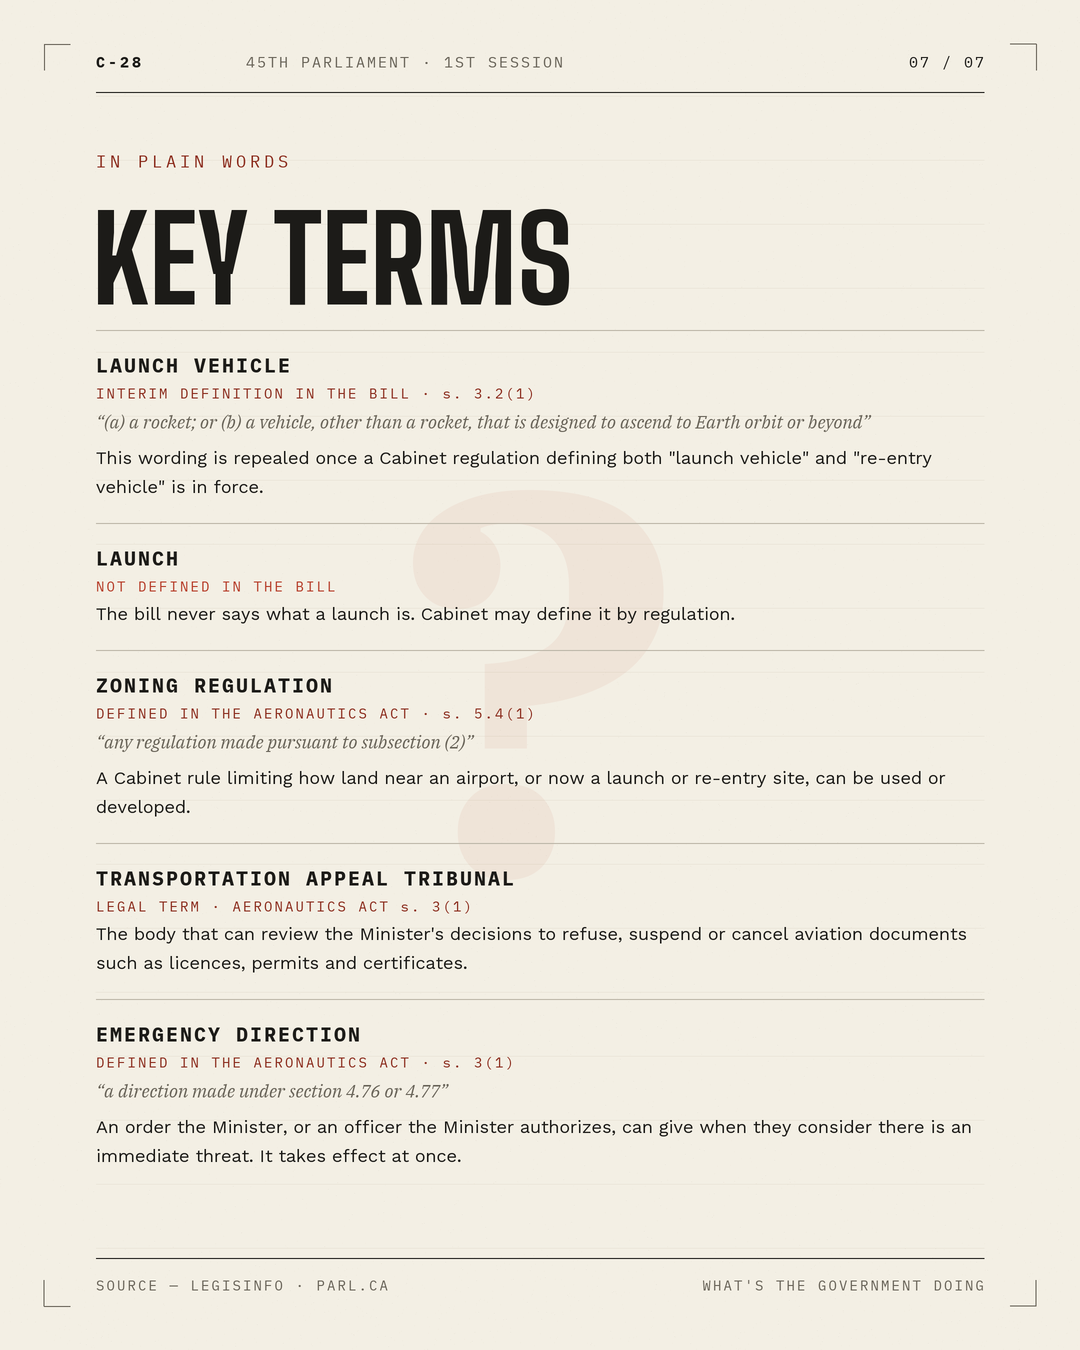 C-28 45TH PARLIAMENT · 1ST SESSION 07 / 07
IN PLAIN WORDS
KEY TERMS
LAUNCH VEHICLE
INTERIM DEFINITION IN THE BILL · s. 3.2(1)
“(a) a rocket; or (b) a vehicle, other than a rocket, that is designed to ascend to Earth orbit or beyond”
This wording is repealed once a Cabinet regulation defining both "launch vehicle" and "re-entry
vehicle" is in force.
LAUNCH
NOT DEFINED IN THE BILL
The bill never says what a launch is. Cabinet may define it by regulation.
ZONING REGULATION
DEFINED IN THE AERONAUTICS ACT · s. 5.4(1)
“any regulation made pursuant to subsection (2)”
A Cabinet rule limiting how land near an airport, or now a launch or re-entry site, can be used or
developed.
TRANSPORTATION APPEAL TRIBUNAL
LEGAL TERM · AERONAUTICS ACT s. 3(1)
The body that can review the Minister's decisions to refuse, suspend or cancel aviation documents
such as licences, permits and certificates.
EMERGENCY DIRECTION
DEFINED IN THE AERONAUTICS ACT · s. 3(1)
“a direction made under section 4.76 or 4.77”
An order the Minister, or an officer the Minister authorizes, can give when they consider there is an
immediate threat. It takes effect at once.
?
SOURCE — LEGISINFO · PARL.CA WHAT'S THE GOVERNMENT DOING